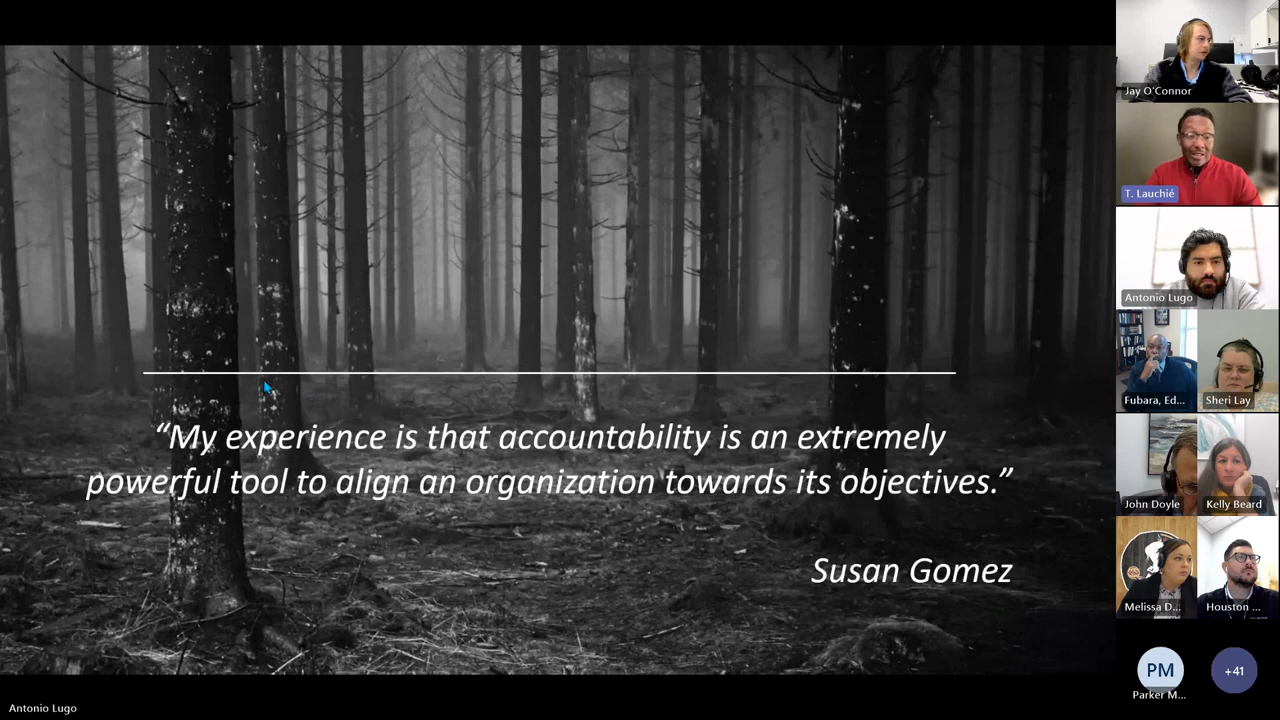 “My experience is that accountability is an extremely
powerful tool to align an organization towards its objectives.”
Susan Gomez
Antonio Lugo
Jay O'Connor
T. Lauchié
Antonio Lugo
Fubara, Ed...
Sheri Lay
John Doyle
Kelly Beard
Melissa D...
Houston ...
PM
Parker M...
+41